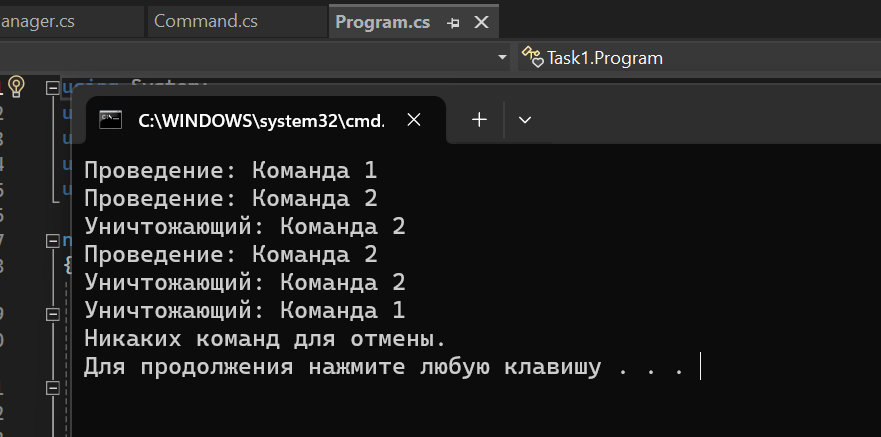 anager.cs
Command.cs
Program.cs
Task1.Program
C:\WINDOWS\system32\cmd.
Проведение: Команда 1
Проведение: Команда 2
Уничтожающий: Команда 2
Проведение: Команда 2
Уничтожающий: Команда 2
Уничтожающий: Команда 1
Никаких команд для отмены.
Для продолжения нажмите любую клавишу . . .